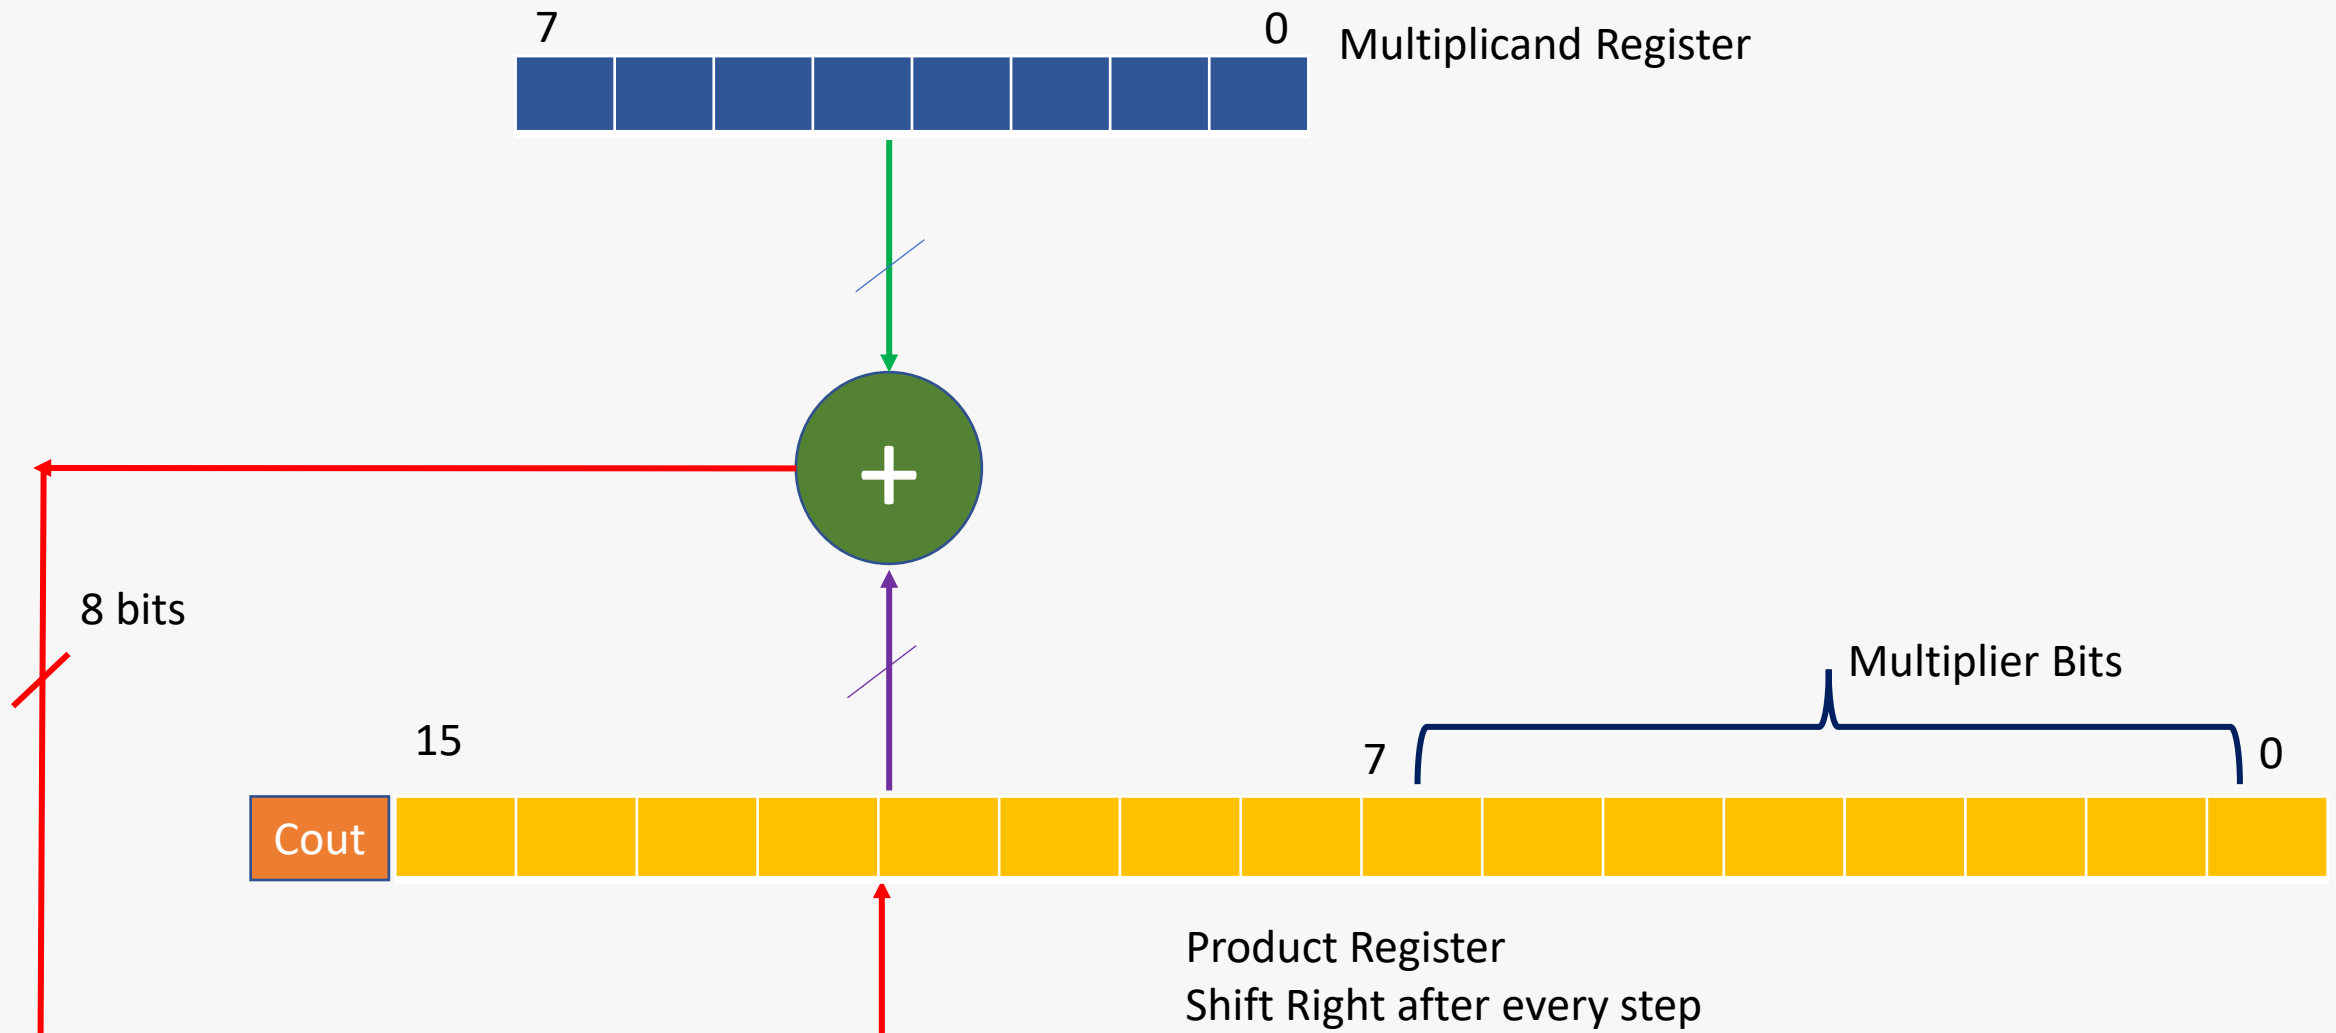 7
0
Multiplicand Register
+
8 bits
Multiplier Bits
15
7
0
Cout
Product Register
Shift Right after every step